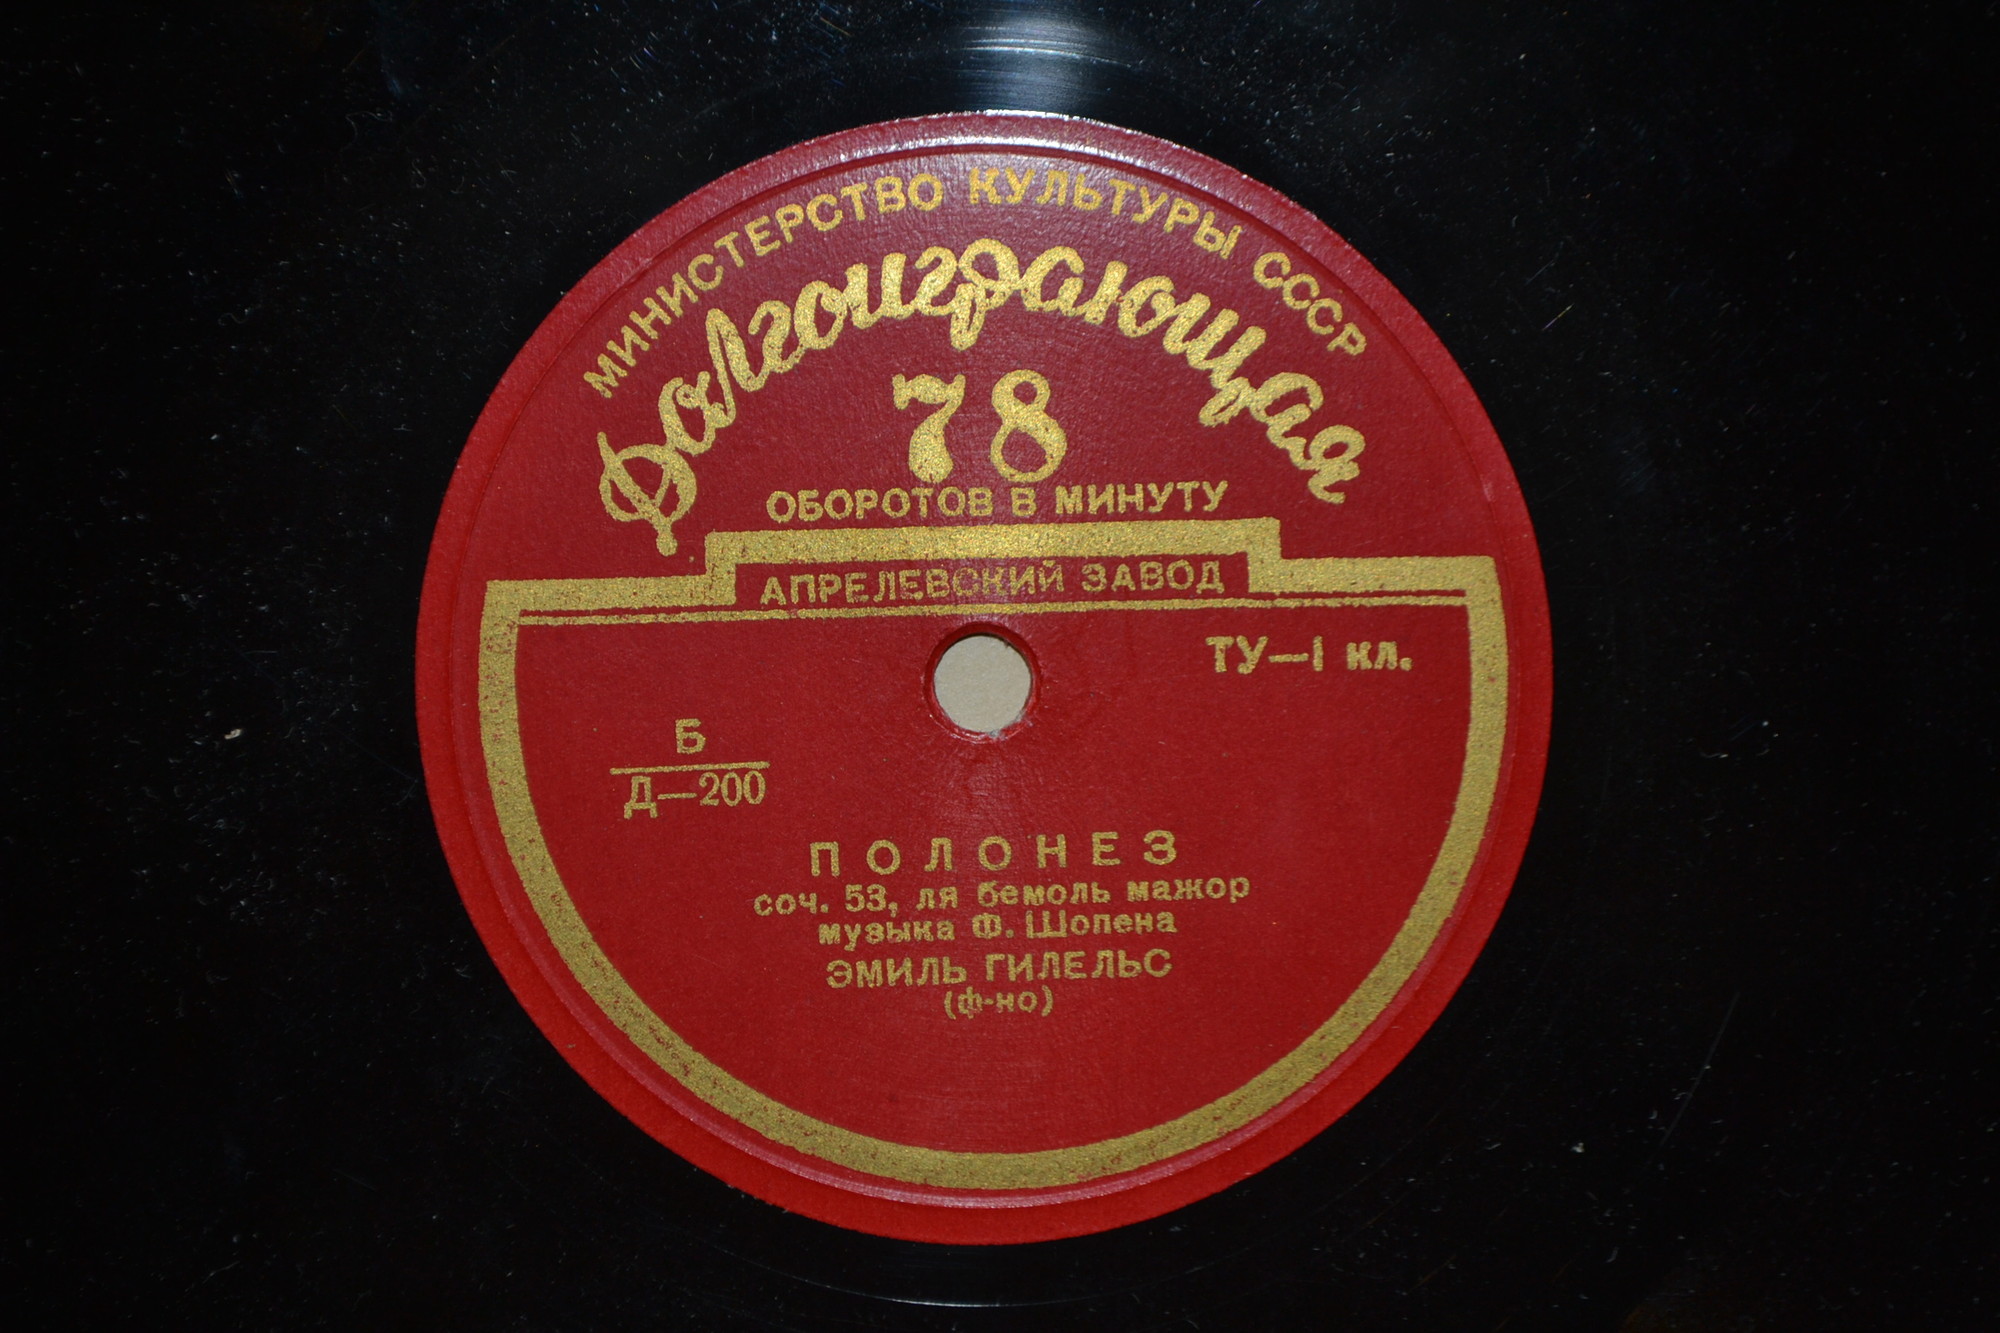 МИНИСТЕРСТВО КУЛЬТУРЫ СССР
Долгоиграющая
78
ОБОРОТОВ В МИНУТУ
АПРЕЛЕВСКИЙ ЗАВОД
ТУ—1 кл.
Б
Д—200
ПОЛОНЕЗ
соч. 53, ля бемоль мажор
музыка Ф. Шопена
ЭМИЛЬ ГИЛЕЛЬС
(ф-но)